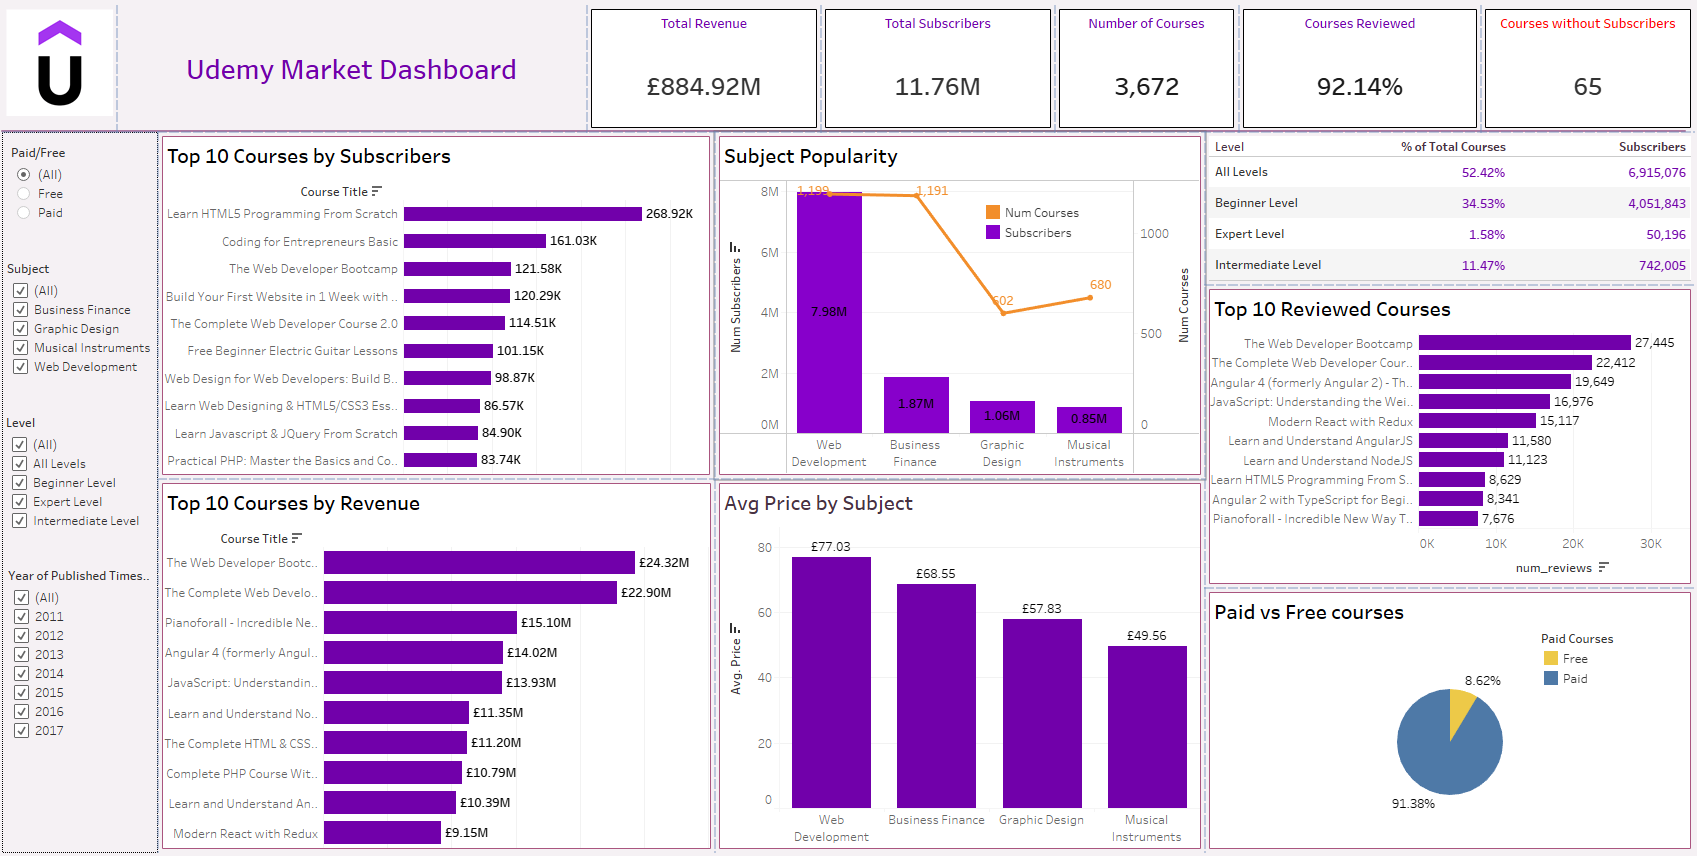 Udemy Market Dashboard
Total Revenue
£884.92M
Total Subscribers
11.76M
Number of Courses
3,672
Courses Reviewed
92.14%
Courses without Subscribers
65
Paid/Free
(All)
Free
Paid
Subject
(All)
Business Finance
Graphic Design
Musical Instruments
Web Development
Level
(All)
All Levels
Beginner Level
Expert Level
Intermediate Level
Year of Published Times..
(All)
2011
2012
2013
2014
2015
2016
2017
Top 10 Courses by Subscribers
Course Title
Learn HTML5 Programming From Scratch 268.92K
Coding for Entrepreneurs Basic 161.03K
The Web Developer Bootcamp 121.58K
Build Your First Website in 1 Week with .. 120.29K
The Complete Web Developer Course 2.0 114.51K
Free Beginner Electric Guitar Lessons 101.15K
Web Design for Web Developers: Build B.. 98.87K
Learn Web Designing & HTML5/CSS3 Ess.. 86.57K
Learn Javascript & JQuery From Scratch 84.90K
Practical PHP: Master the Basics and Co.. 83.74K
Top 10 Courses by Revenue
Course Title
The Web Developer Bootc.. £24.32M
The Complete Web Develo.. £22.90M
Pianoforall - Incredible Ne.. £15.10M
Angular 4 (formerly Angul.. £14.02M
JavaScript: Understandin.. £13.93M
Learn and Understand No.. £11.35M
The Complete HTML & CSS.. £11.20M
Complete PHP Course Wit.. £10.79M
Learn and Understand An.. £10.39M
Modern React with Redux £9.15M
Subject Popularity
Num Subscribers
8M
6M
4M
2M
0M
1,199
1,191
602
680
Num Courses
Subscribers
7.98M
1.87M
1.06M
0.85M
1000
500
0
Num Courses
Web Development
Business Finance
Graphic Design
Musical Instruments
Avg Price by Subject
Avg. Price
80
60
40
20
0
£77.03
£68.55
£57.83
£49.56
Web Development
Business Finance
Graphic Design
Musical Instruments
Level % of Total Courses Subscribers
All Levels 52.42% 6,915,076
Beginner Level 34.53% 4,051,843
Expert Level 1.58% 50,196
Intermediate Level 11.47% 742,005
Top 10 Reviewed Courses
The Web Developer Bootcamp 27,445
The Complete Web Developer Cour.. 22,412
Angular 4 (formerly Angular 2) - Th.. 19,649
JavaScript: Understanding the Wei.. 16,976
Modern React with Redux 15,117
Learn and Understand AngularJS 11,580
Learn and Understand NodeJS 11,123
Learn HTML5 Programming From S.. 8,629
Angular 2 with TypeScript for Begi.. 8,341
Pianoforall - Incredible New Way T.. 7,676
0K 10K 20K 30K
num_reviews
Paid vs Free courses
Paid Courses
Free
Paid
8.62%
91.38%